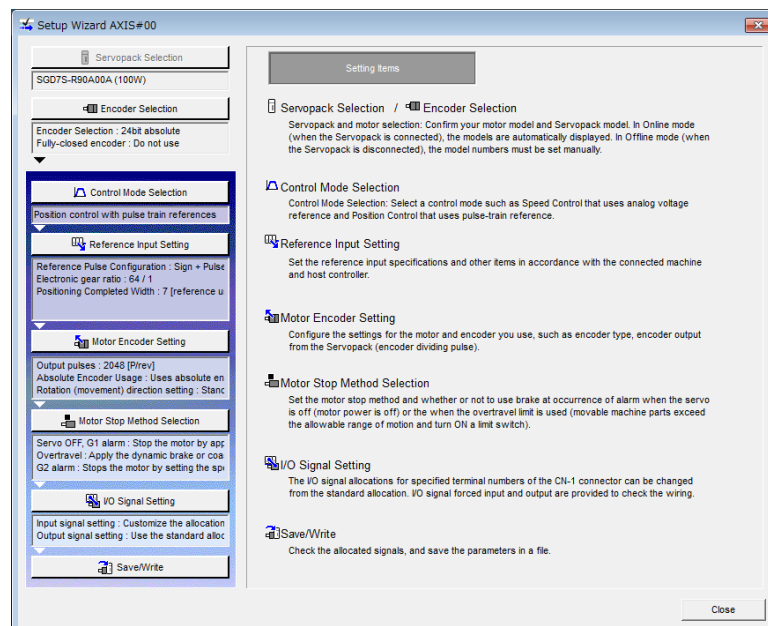 Setup Wizard AXIS#00
Servopack Selection
SGD7S-R90A00A (100W)
Encoder Selection
Encoder Selection : 24bit absolute
Fully-closed encoder : Do not use
Control Mode Selection
Position control with pulse train references
Reference Input Setting
Reference Pulse Configuration : Sign + Pulse
Electronic gear ratio : 64 / 1
Positioning Completed Width : 7 [reference u
Motor Encoder Setting
Output pulses : 2048 [P/rev]
Absolute Encoder Usage : Uses absolute en
Rotation (movement) direction setting : Stanc
Motor Stop Method Selection
Servo OFF, G1 alarm : Stop the motor by app
Overtravel : Apply the dynamic brake or coa
G2 alarm : Stops the motor by setting the spe
I/O Signal Setting
Input signal setting : Customize the allocation
Output signal setting : Use the standard alloc
Save/Write
Setting Items
Servopack Selection / Encoder Selection
Servopack and motor selection: Confirm your motor model and Servopack model. In Online mode
(when the Servopack is connected), the models are automatically displayed. In Offline mode (when
the Servopack is disconnected), the model numbers must be set manually.
Control Mode Selection
Control Mode Selection: Select a control mode such as Speed Control that uses analog voltage
reference and Position Control that uses pulse-train reference.
Reference Input Setting
Set the reference input specifications and other items in accordance with the connected machine
and host controller.
Motor Encoder Setting
Configure the settings for the motor and encoder you use, such as encoder type, encoder output
from the Servopack (encoder dividing pulse).
Motor Stop Method Selection
Set the motor stop method and whether or not to use brake at occurrence of alarm when the servo
is off (motor power is off) or the when the overtravel limit is used (movable machine parts exceed
the allowable range of motion and turn ON a limit switch).
I/O Signal Setting
The I/O signal allocations for specified terminal numbers of the CN-1 connector can be changed
from the standard allocation. I/O signal forced input and output are provided to check the wiring.
Save/Write
Check the allocated signals, and save the parameters in a file.
Close